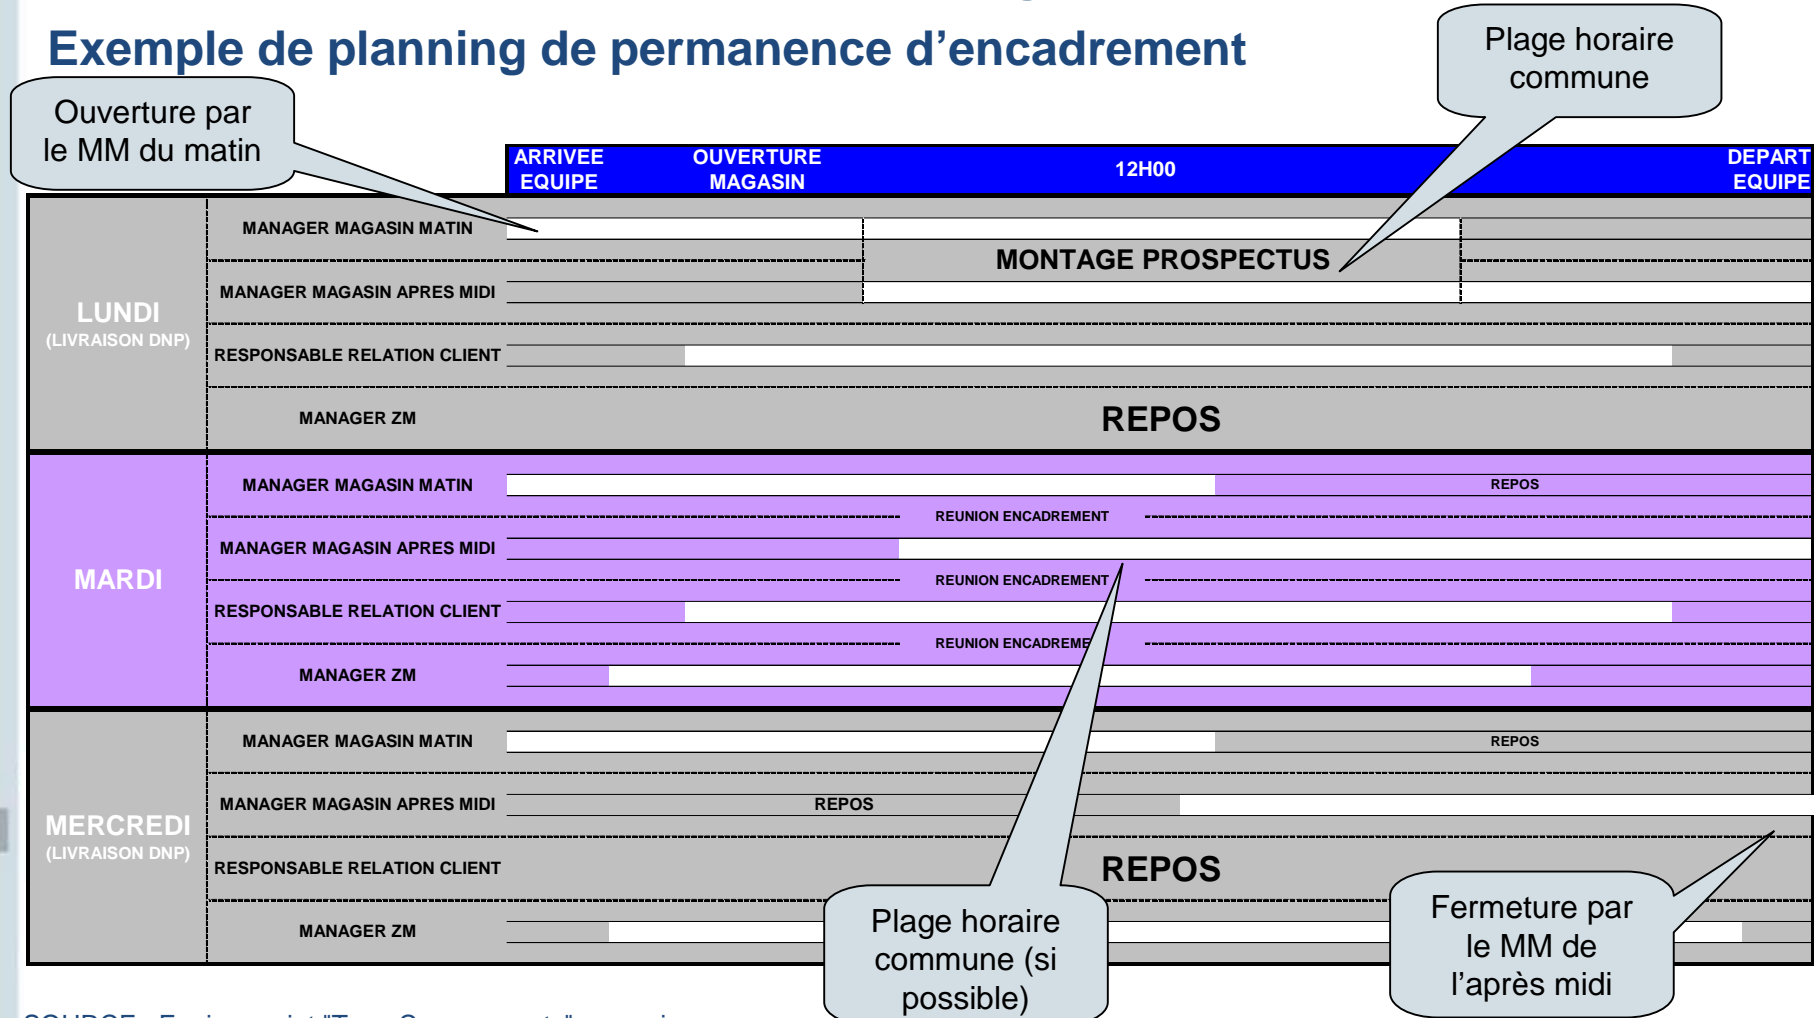 Exemple de planning de permanence d'encadrement
Plage horaire
commune
Ouverture par
le MM du matin
ARRIVEE
EQUIPE
OUVERTURE
MAGASIN
12H00
DEPART
EQUIPE
LUNDI
(LIVRAISON DNP)
MANAGER MAGASIN MATIN
MONTAGE PROSPECTUS
MANAGER MAGASIN APRES MIDI
RESPONSABLE RELATION CLIENT
MANAGER ZM
REPOS
MARDI
MANAGER MAGASIN MATIN
REPOS
REUNION ENCADREMENT
MANAGER MAGASIN APRES MIDI
REUNION ENCADREMENT
RESPONSABLE RELATION CLIENT
REUNION ENCADREME
MANAGER ZM
MERCREDI
(LIVRAISON DNP)
MANAGER MAGASIN MATIN
REPOS
MANAGER MAGASIN APRES MIDI
REPOS
RESPONSABLE RELATION CLIENT
REPOS
MANAGER ZM
Plage horaire
commune (si
possible)
Fermeture par
le MM de
l'après midi